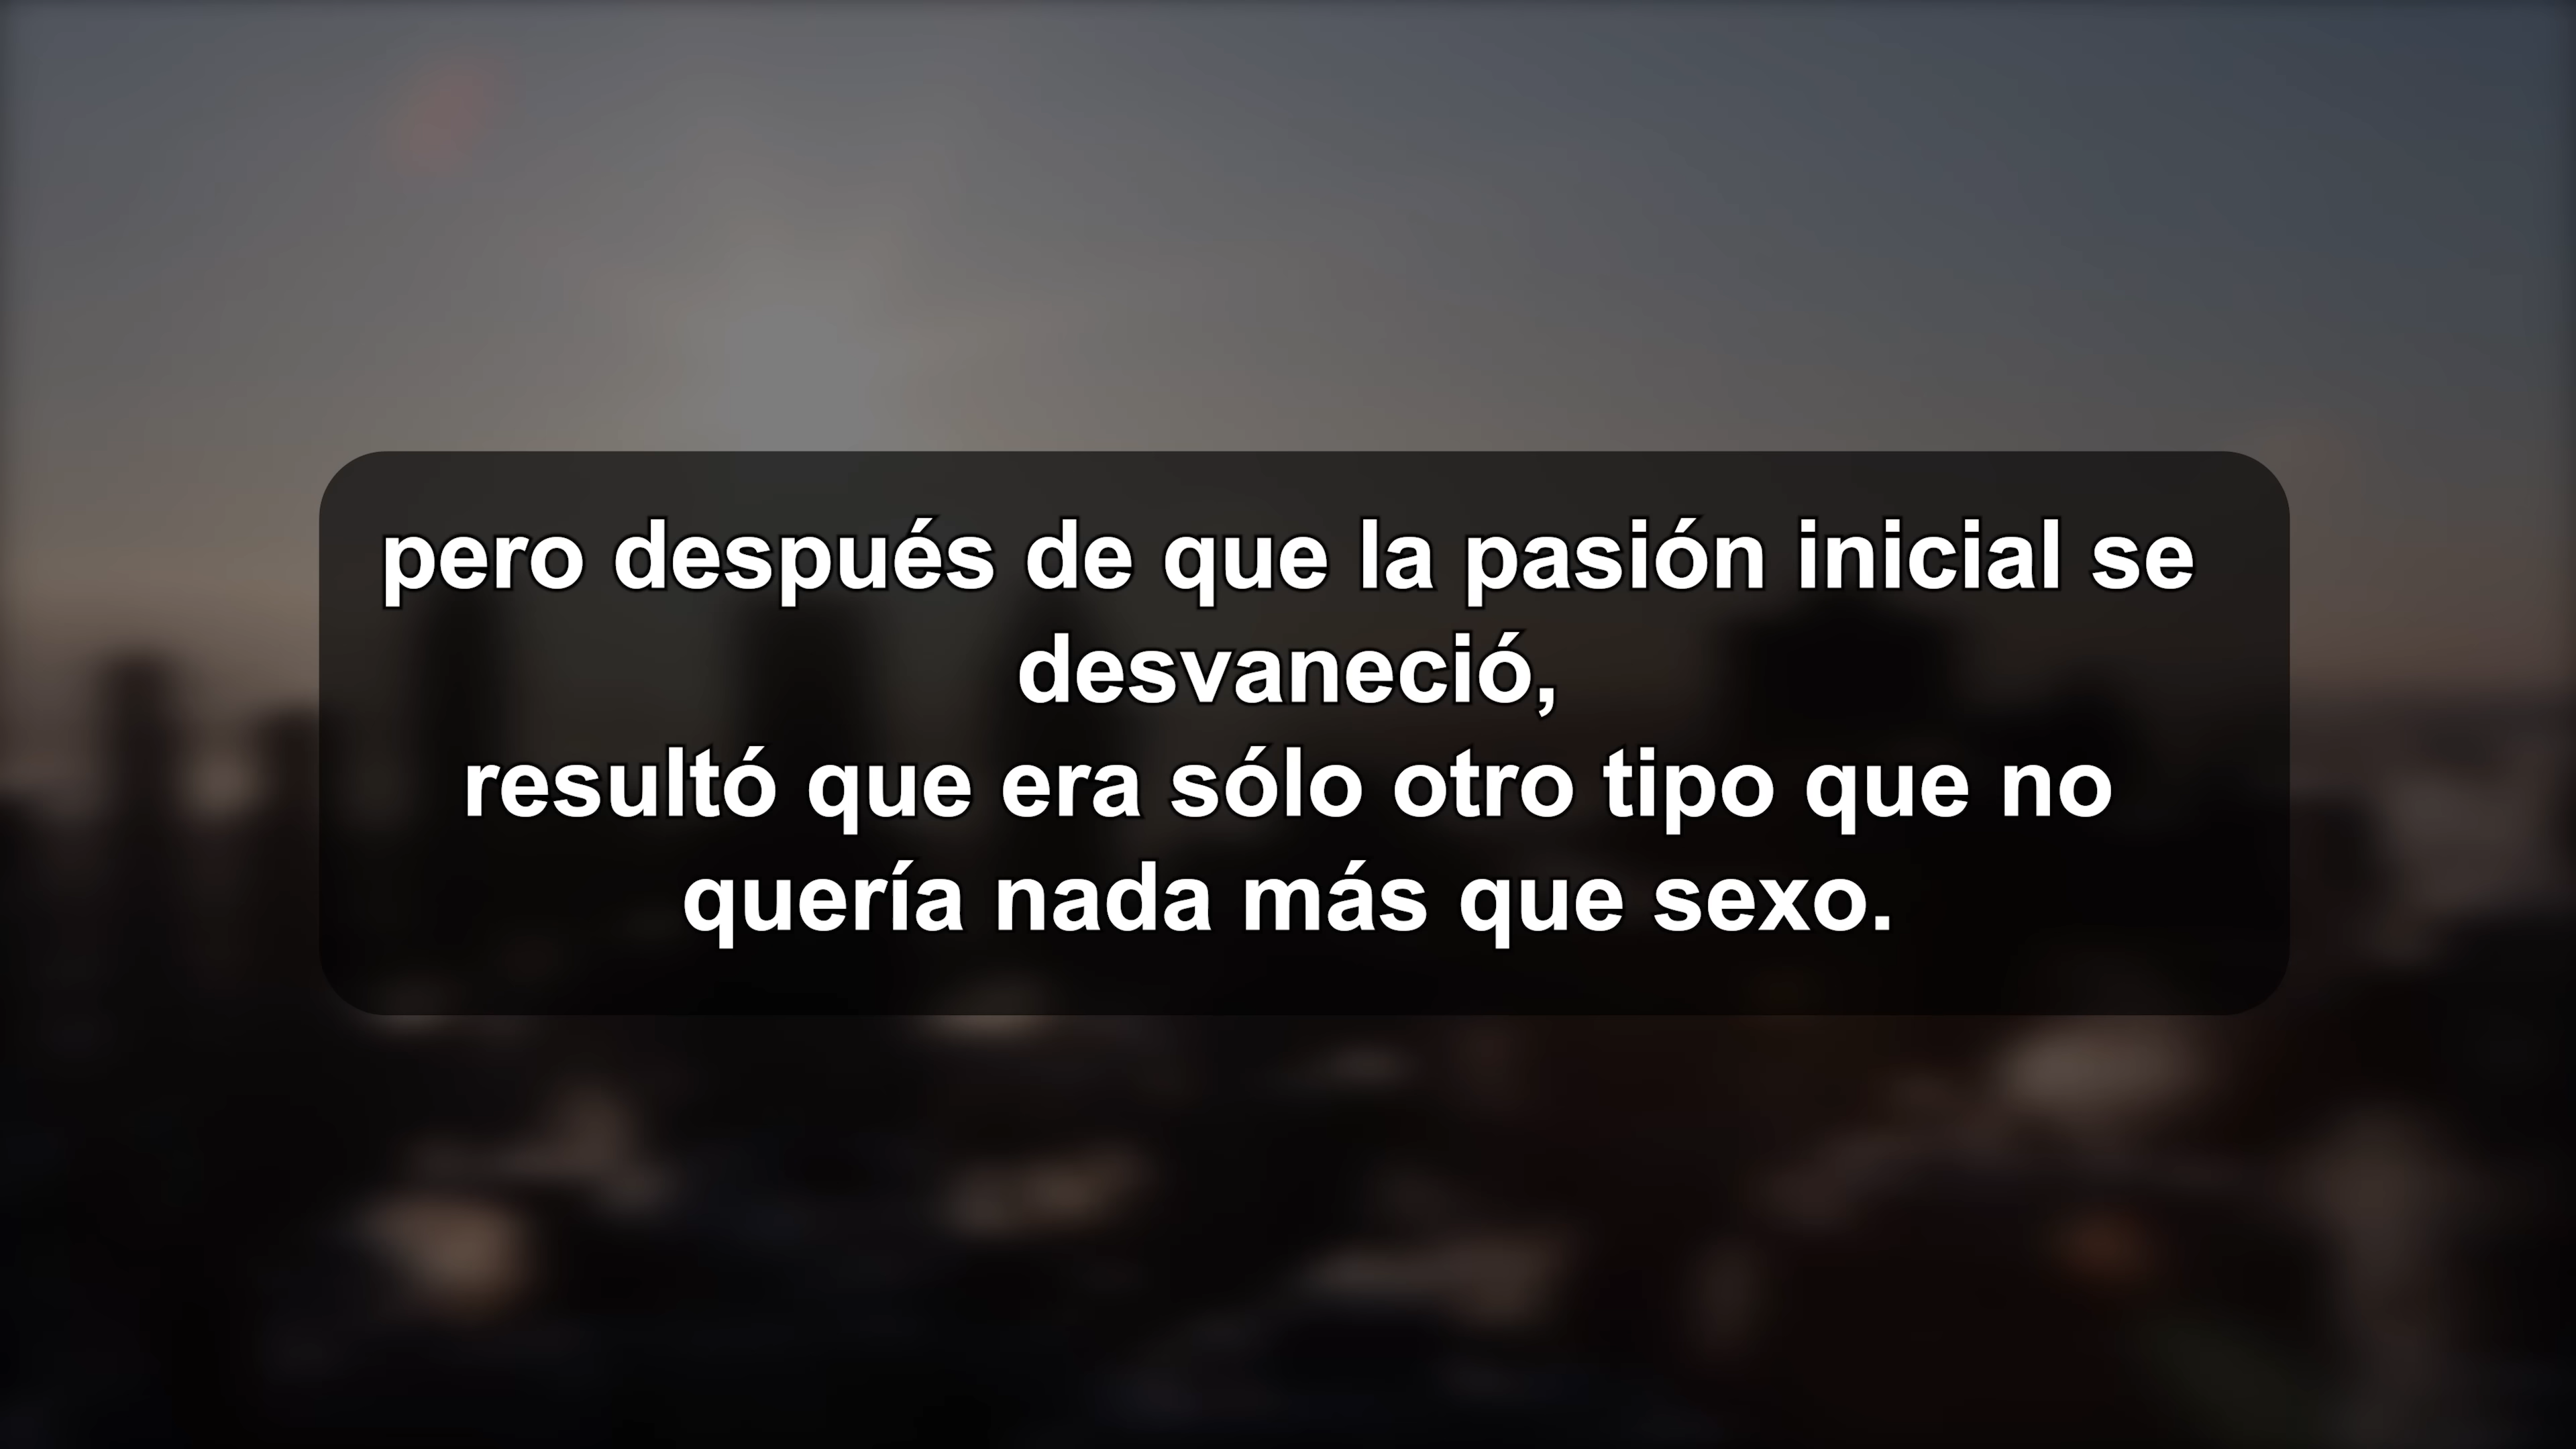 pero después de que la pasión inicial se
desvaneció,
resultó que era sólo otro tipo que no
quería nada más que sexo.